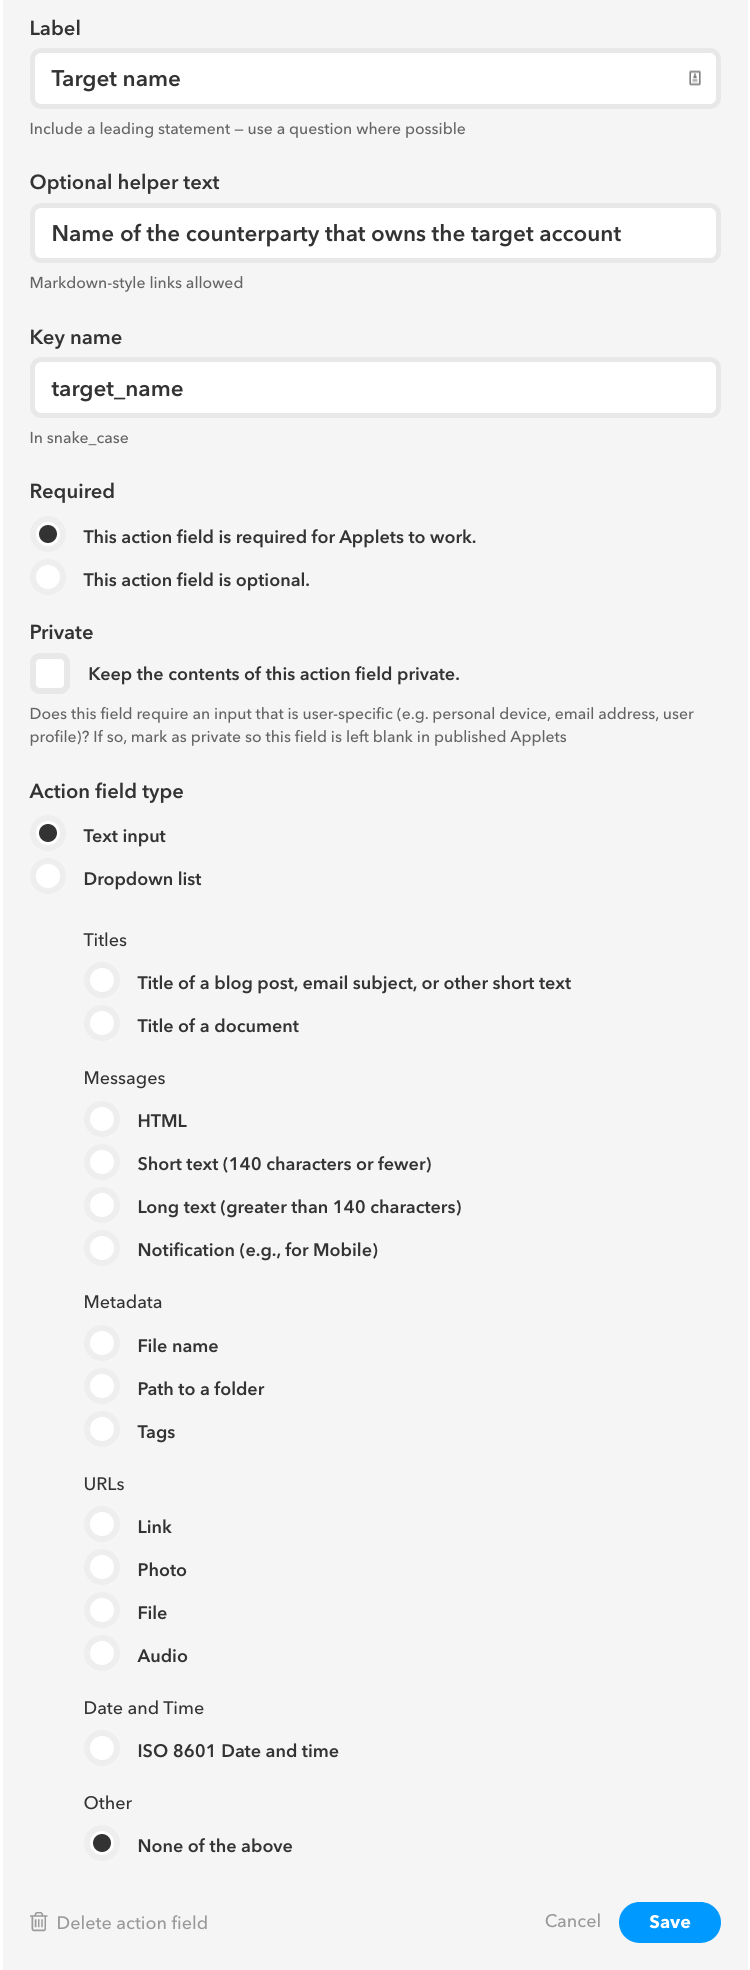 Label
Target name
Include a leading statement – use a question where possible
Optional helper text
Name of the counterparty that owns the target account
Markdown-style links allowed
Key name
target_name
In snake_case
Required
This action field is required for Applets to work.
This action field is optional.
Private
Keep the contents of this action field private.
Does this field require an input that is user-specific (e.g. personal device, email address, user
profile)? If so, mark as private so this field is left blank in published Applets
Action field type
Text input
Dropdown list
Titles
Title of a blog post, email subject, or other short text
Title of a document
Messages
HTML
Short text (140 characters or fewer)
Long text (greater than 140 characters)
Notification (e.g., for Mobile)
Metadata
File name
Path to a folder
Tags
URLs
Link
Photo
File
Audio
Date and Time
ISO 8601 Date and time
Other
None of the above
Delete action field Cancel Save